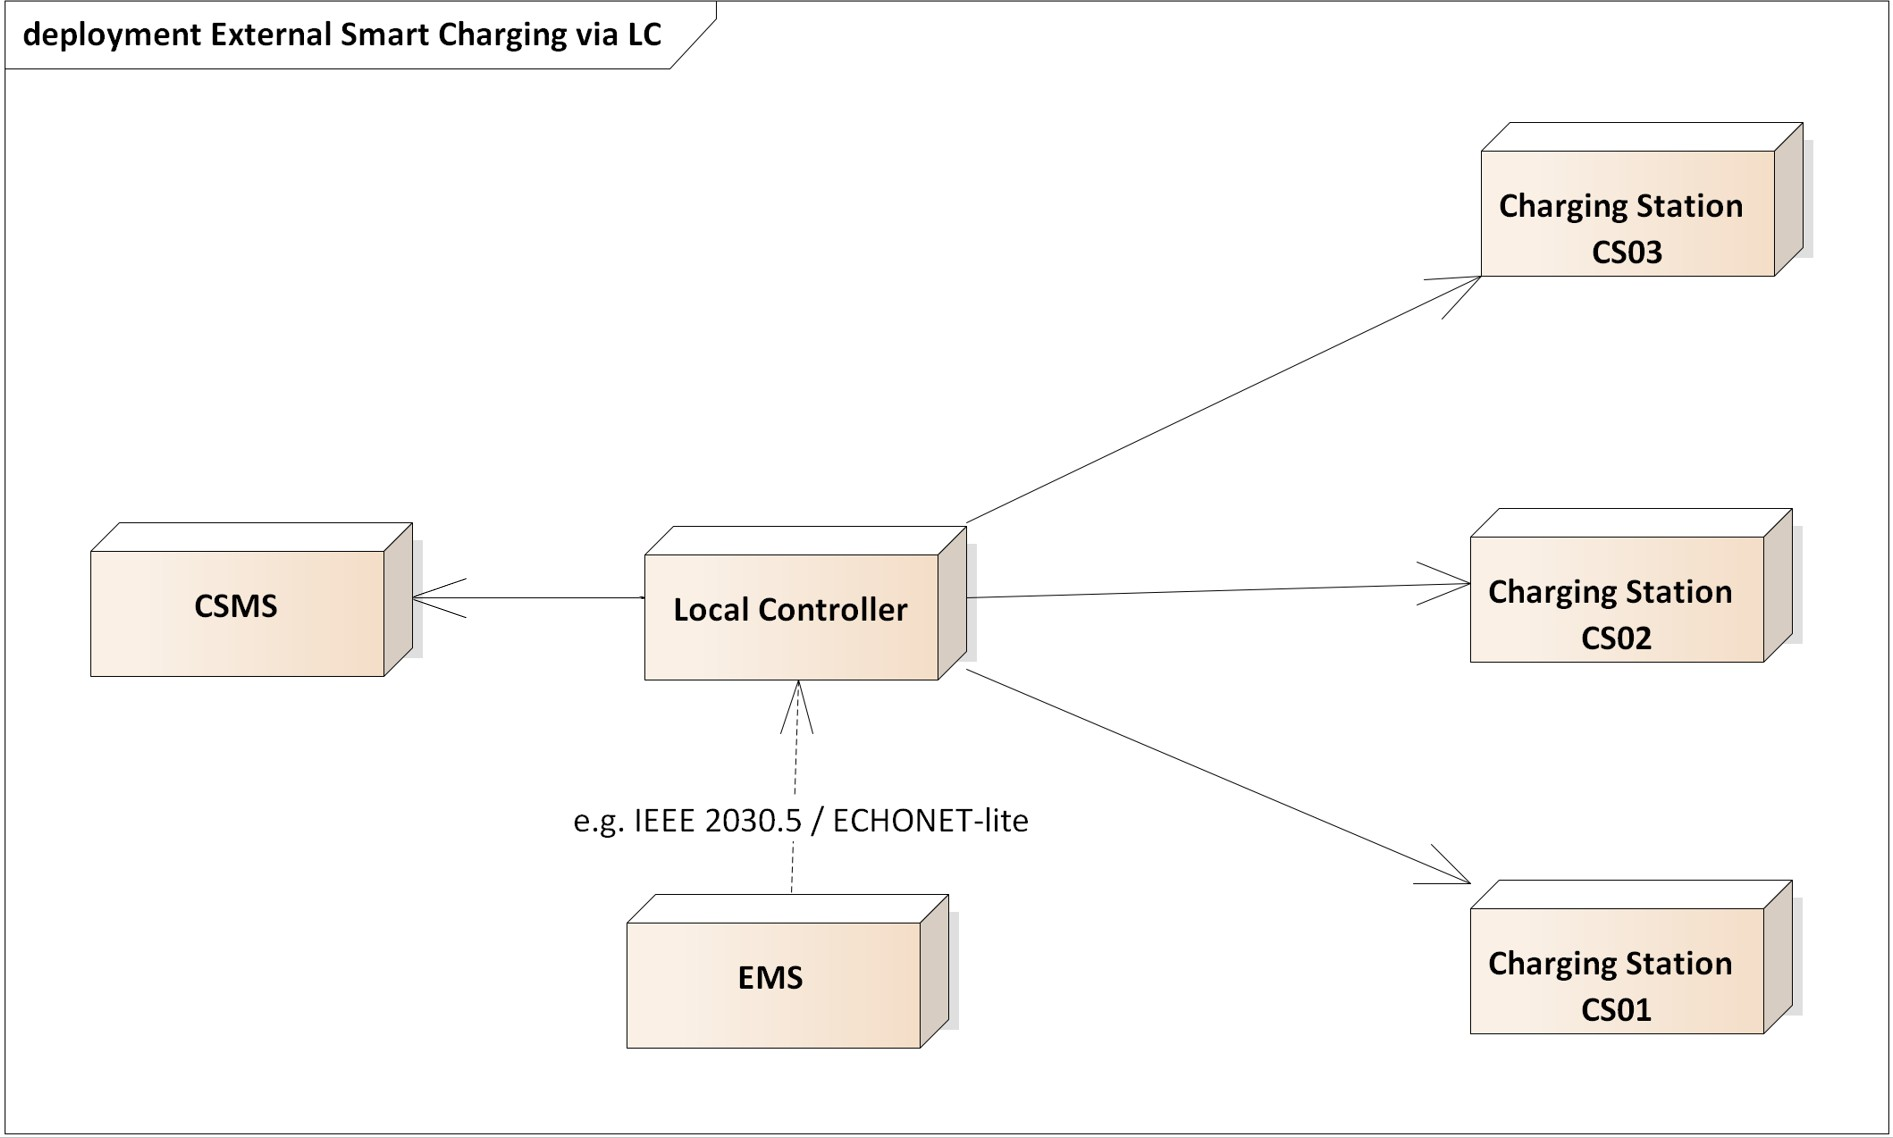 deployment External Smart Charging via LC
Charging Station
CS03
CSMS
Local Controller
Charging Station
CS02
e.g. IEEE 2030.5 / ECHONET-lite
EMS
Charging Station
CS01